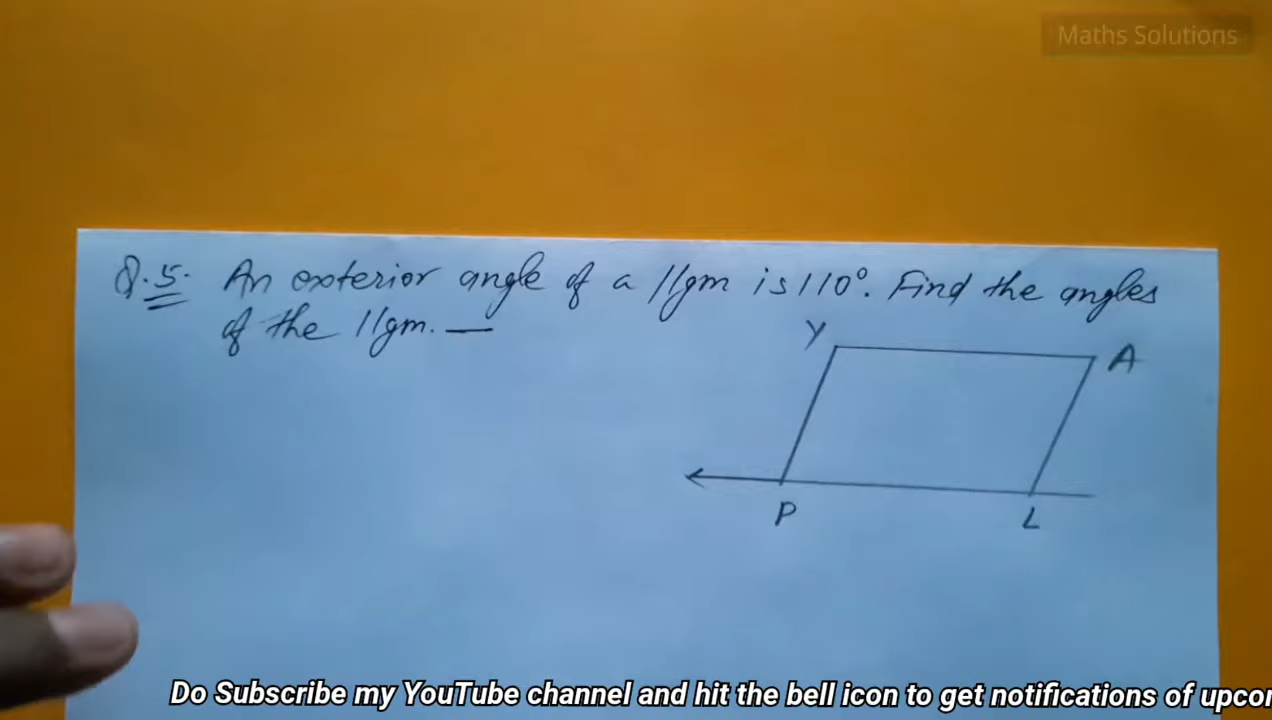 Maths Solutions
Q.5. An exterior angle of a //gm is 110°. Find the angles
of the //gm. —
Y
A
P
L
Do Subscribe my YouTube channel and hit the bell icon to get notifications of upcor